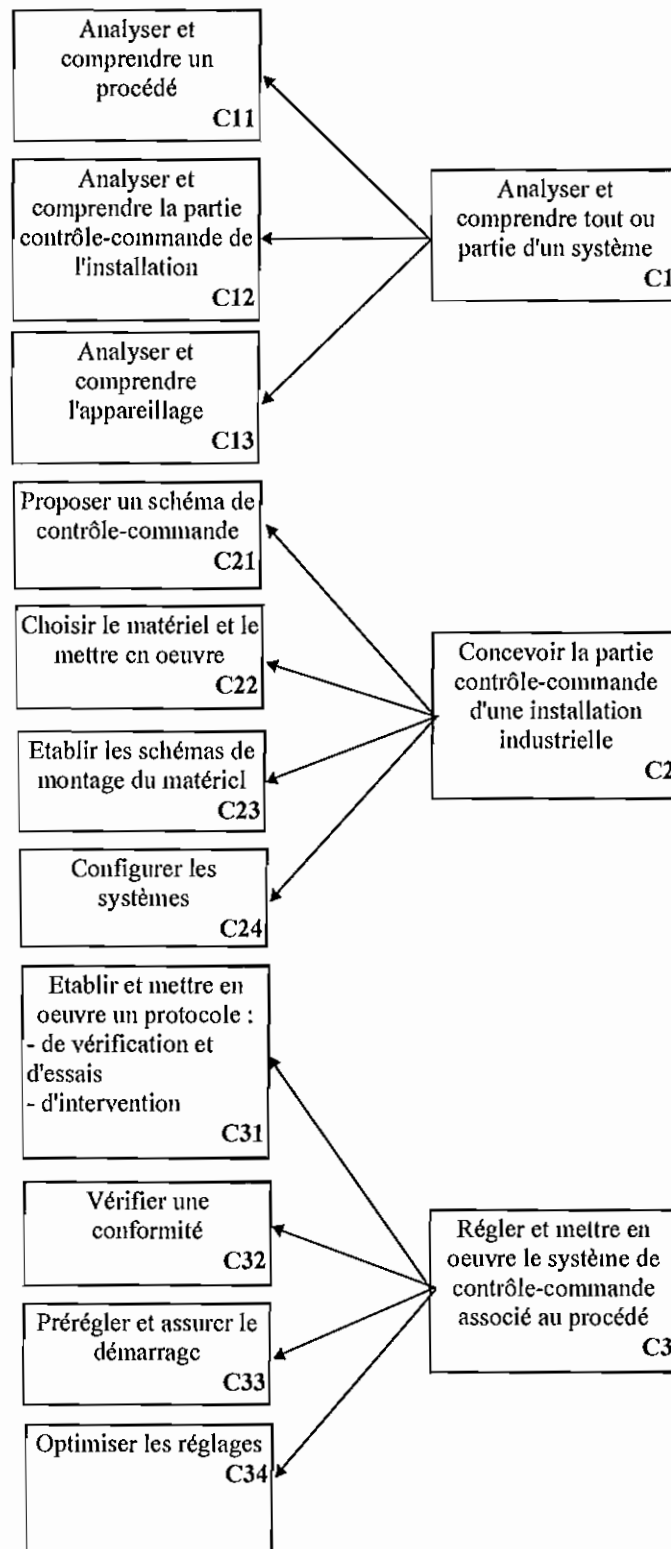 Analyser et
comprendre un
procédé
C11
Analyser et
comprendre la partie
contrôle-commande de
l'installation
C12
Analyser et
comprendre
l'appareillage
C13
Analyser et
comprendre tout ou
partie d'un système
C1
Proposer un schéma de
contrôle-commande
C21
Choisir le matériel et le
mettre en oeuvre
C22
Etablir les schémas de
montage du matériel
C23
Configurer les
systèmes
C24
Concevoir la partie
contrôle-commande
d'une installation
industrielle
C2
Etablir et mettre en
oeuvre un protocole :
- de vérification et
d'essais
- d'intervention
C31
Vérifier une
conformité
C32
Prérégler et assurer le
démarrage
C33
Optimiser les réglages
C34
Régler et mettre en
oeuvre le système de
contrôle-commande
associé au procédé
C3